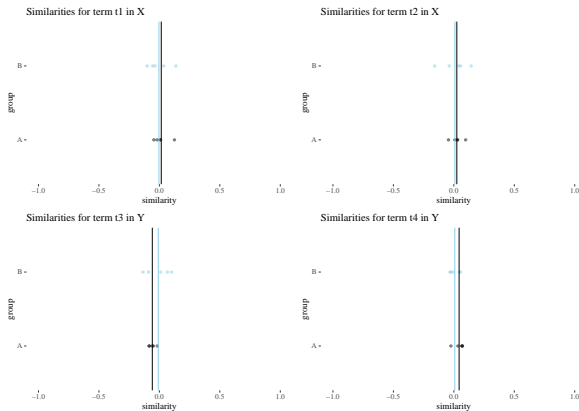 Similarities for term t1 in X
B
group
A
−1.0 −0.5 0.0 0.5 1.0
similarity
Similarities for term t2 in X
B
group
A
−1.0 −0.5 0.0 0.5 1.0
similarity
Similarities for term t3 in Y
B
group
A
−1.0 −0.5 0.0 0.5 1.0
similarity
Similarities for term t4 in Y
B
group
A
−1.0 −0.5 0.0 0.5 1.0
similarity